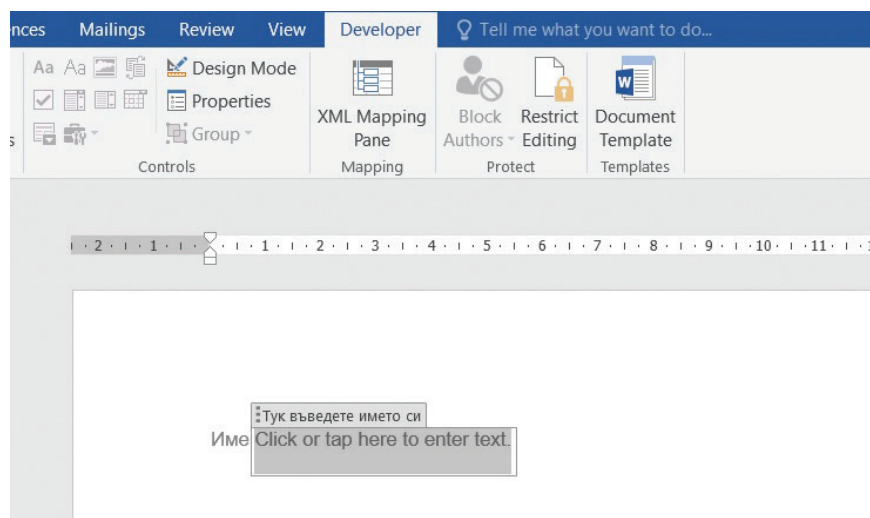 nces Mailings Review View Developer Tell me what you want to do...
Aa Aa Design Mode
Properties
Group
s
XML Mapping
Pane
Block
Authors
Restrict
Editing
Document
Template
Controls Mapping Protect Templates
2 1 1 2 3 4 5 6 7 8 9 10 11 1
Тук въведете името си
Име Click or tap here to enter text.